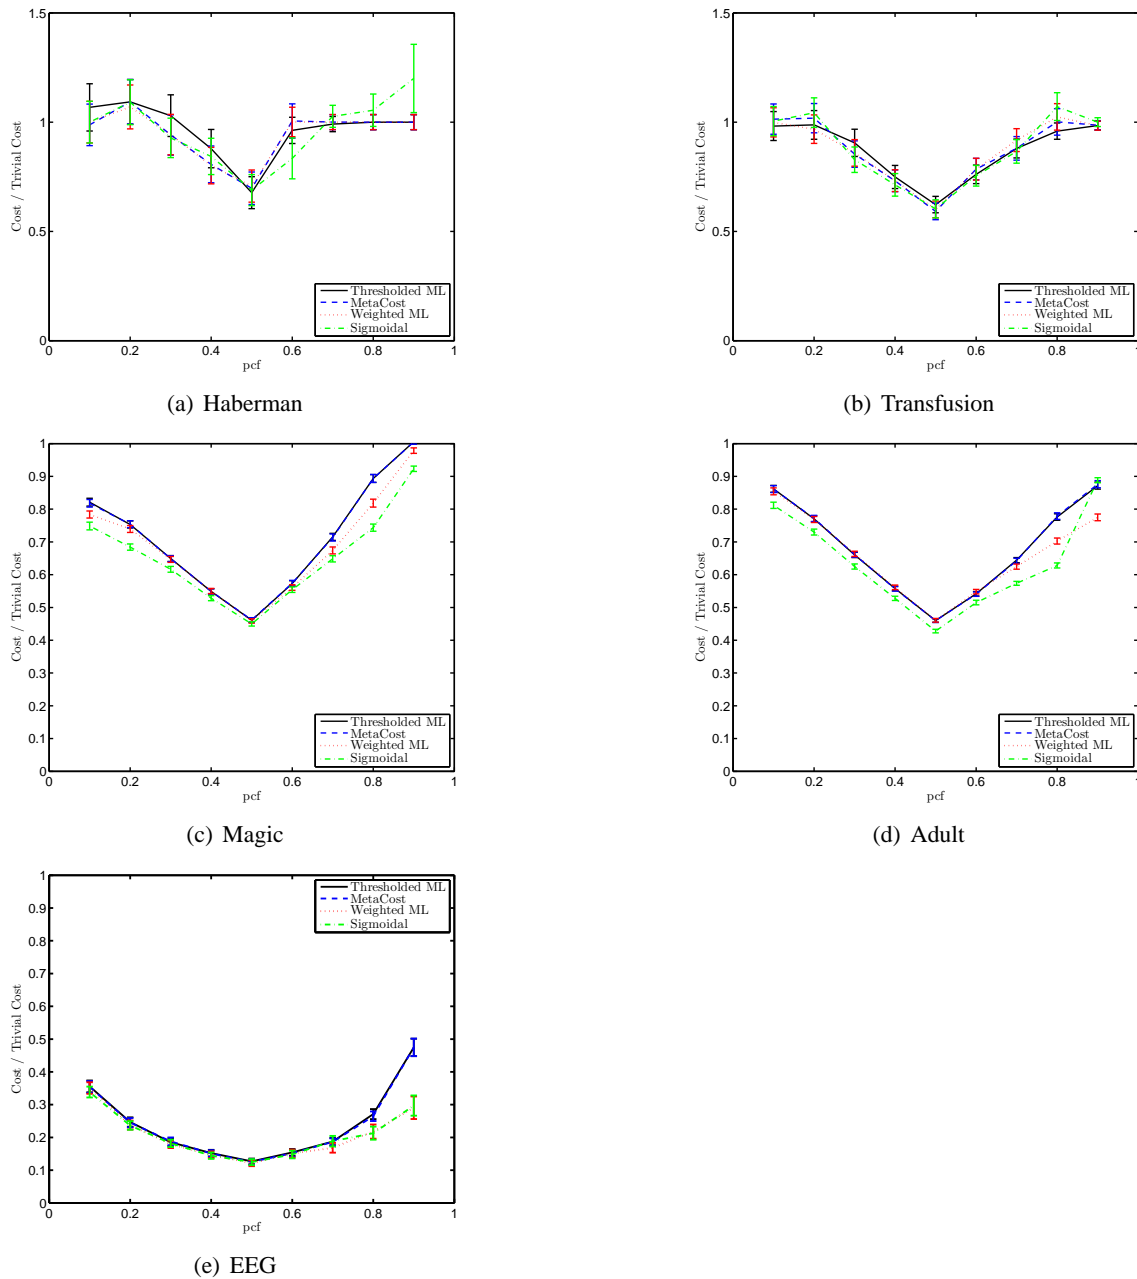 1.5
1
0.5
0
Cost / Trivial Cost
0 0.2 0.4 0.6 0.8 1
pcf
Thresholded ML
MetaCost
Weighted ML
Sigmoidal
(a) Haberman
1.5
1
0.5
0
Cost / Trivial Cost
0 0.2 0.4 0.6 0.8 1
pcf
Thresholded ML
MetaCost
Weighted ML
Sigmoidal
(b) Transfusion
1
0.9
0.8
0.7
0.6
0.5
0.4
0.3
0.2
0.1
0
Cost / Trivial Cost
0 0.2 0.4 0.6 0.8 1
pcf
Thresholded ML
MetaCost
Weighted ML
Sigmoidal
(c) Magic
1
0.9
0.8
0.7
0.6
0.5
0.4
0.3
0.2
0.1
0
Cost / Trivial Cost
0 0.2 0.4 0.6 0.8 1
pcf
Thresholded ML
MetaCost
Weighted ML
Sigmoidal
(d) Adult
1
0.9
0.8
0.7
0.6
0.5
0.4
0.3
0.2
0.1
0
Cost / Trivial Cost
0 0.2 0.4 0.6 0.8 1
pcf
Thresholded ML
MetaCost
Weighted ML
Sigmoidal
(e) EEG